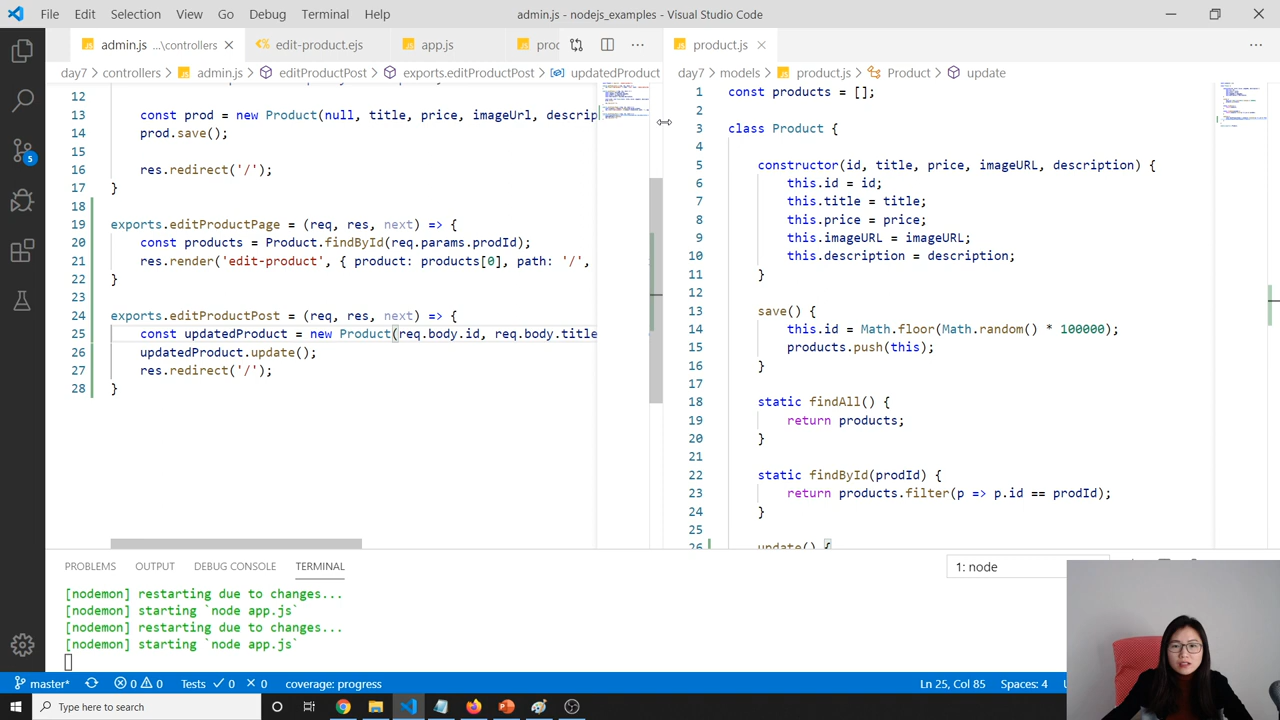 File Edit Selection View Go Debug Terminal Help
admin.js - nodejs_examples - Visual Studio Code
admin.js ...\controllers
edit-product.ejs
app.js
day7 controllers admin.js editProductPost exports.editProductPost updatedProduct
12
13 const prod = new Product(null, title, price, imageUrl, descrip
14 prod.save();
15
16 res.redirect('/');
17 }
18
19 exports.editProductPage = (req, res, next) => {
20 const products = Product.findById(req.params.prodId);
21 res.render('edit-product', { product: products[0], path: '/',
22 }
23
24 exports.editProductPost = (req, res, next) => {
25 const updatedProduct = new Product(req.body.id, req.body.title
26 updatedProduct.update();
27 res.redirect('/');
28 }
product.js
day7 models product.js Product update
1 const products = [];
2
3 class Product {
4
5 constructor(id, title, price, imageURL, description) {
6 this.id = id;
7 this.title = title;
8 this.price = price;
9 this.imageURL = imageURL;
10 this.description = description;
11 }
12
13 save() {
14 this.id = Math.floor(Math.random() * 100000);
15 products.push(this);
16 }
17
18 static findAll() {
19 return products;
20 }
21
22 static findById(prodId) {
23 return products.filter(p => p.id == prodId);
24 }
25
26 update() {
PROBLEMS OUTPUT DEBUG CONSOLE TERMINAL
1: node
[nodemon] restarting due to changes...
[nodemon] starting `node app.js`
[nodemon] restarting due to changes...
[nodemon] starting `node app.js`
5
master* 0 0 Tests 0 0 coverage: progress
Ln 25, Col 85 Spaces: 4
Type here to search